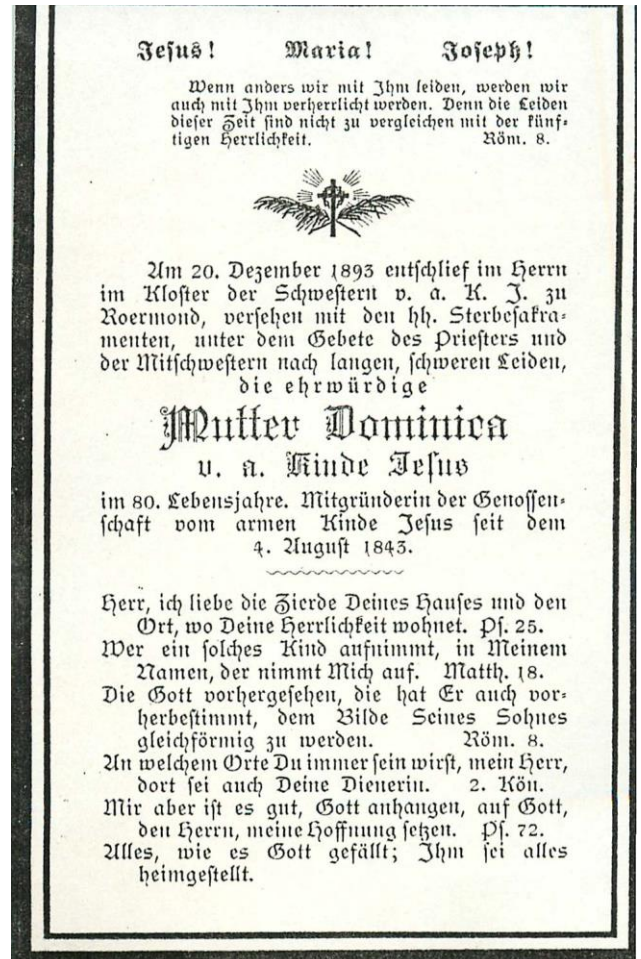 Jesus! Maria! Joseph!
Wenn anders wir mit Ihm leiden, werden wir
auch mit Ihm verherrlicht werden. Denn die Leiden
dieser Zeit sind nicht zu vergleichen mit der künf-
tigen Herrlichkeit. Röm. 8.
Am 20. Dezember 1893 entschlief im Herrn
im Kloster der Schwestern v. a. K. J. zu
Roermond, versehen mit den hh. Sterbesakra-
menten, unter dem Gebete des Priesters und
der Mitschwestern nach langen, schweren Leiden,
die ehrwürdige
Mutter Dominica
v. a. Kinde Jesus
im 80. Lebensjahre. Mitgründerin der Genossen-
schaft vom armen Kinde Jesus seit dem
4. August 1843.
Herr, ich liebe die Zierde Deines Hauses und den
Ort, wo Deine Herrlichkeit wohnet. Ps. 25.
Wer ein solches Kind aufnimmt, in Meinem
Namen, der nimmt Mich auf. Matth. 18.
Die Gott vorhergesehen, die hat Er auch vor-
herbestimmt, dem Bilde Seines Sohnes
gleichförmig zu werden. Röm. 8.
An welchem Orte Du immer sein wirst, mein Herr,
dort sei auch Deine Dienerin. 2. Kön.
Mir aber ist es gut, Gott anhangen, auf Gott,
den Herrn, meine Hoffnung setzen. Ps. 72.
Alles, wie es Gott gefällt; Ihm sei alles
heimgestellt.